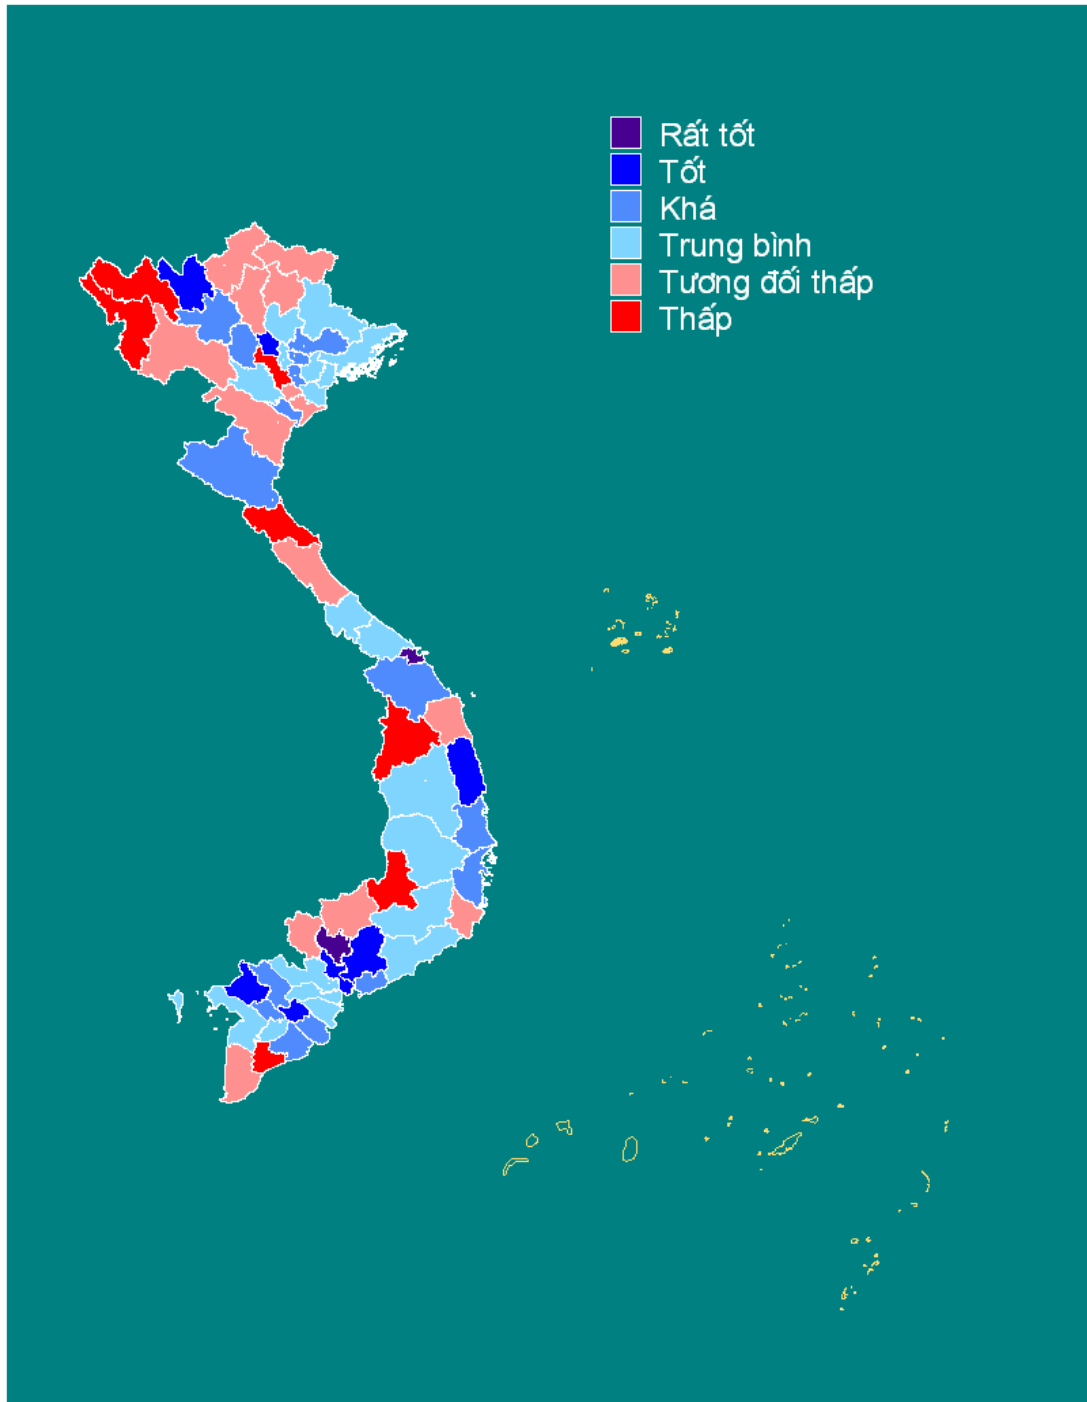 Rất tốt
Tốt
Khá
Trung bình
Tương đối thấp
Thấp